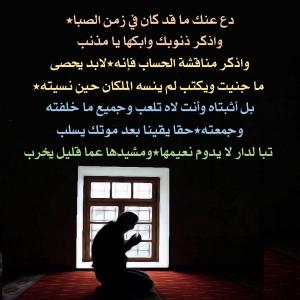 دع عنك ما قد كان في زمن الصبا*
واذكر ذنوبك وابكها يا مذنب
واذكر مناقشة الحساب فإنه*لابد يحصى
ما جنيت ويكتب لم ينسه الملكان حين نسيته*
بل أثبتاه وأنت لاه تلعب وجميع ما خلفته
وجمعته*حقا يقينا بعد موتك يسلب
تبا لدار لا يدوم نعيمها*ومشيدها عما قليل يخرب